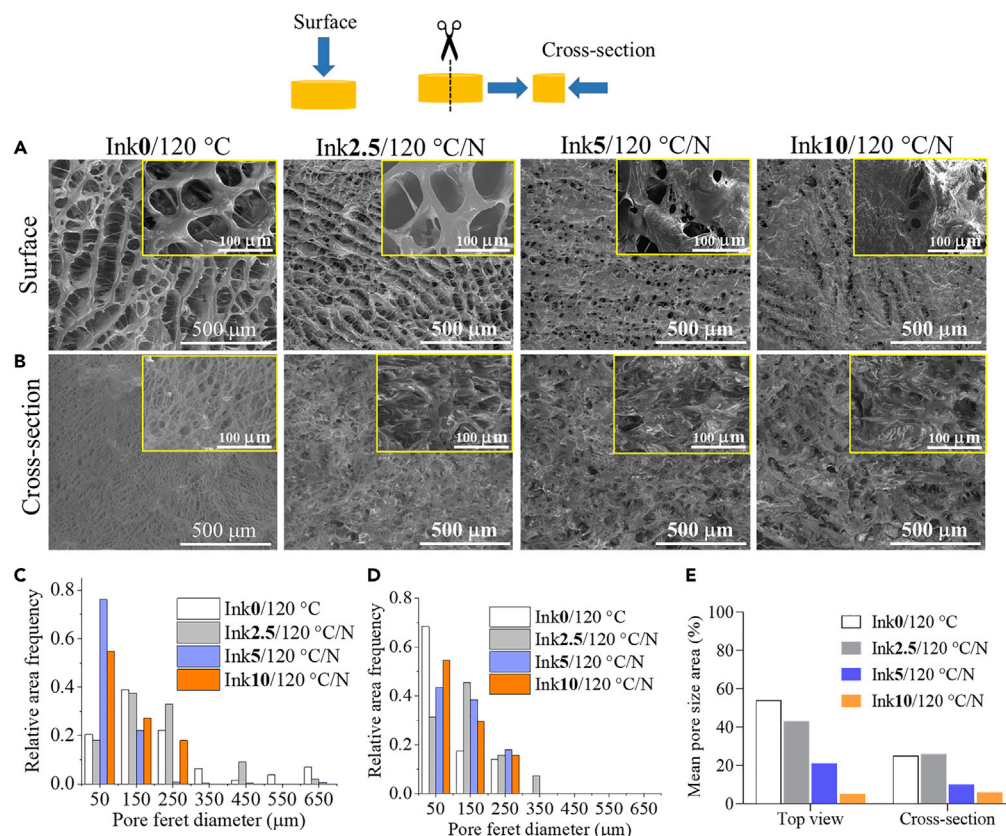 Surface
Cross-section
A
Ink0/120 °C
Ink2.5/120 °C/N
Ink5/120 °C/N
Ink10/120 °C/N
Surface
100 µm
100 µm
100 µm
100 µm
500 µm
500 µm
500 µm
500 µm
B
Cross-section
100 µm
100 µm
100 µm
100 µm
500 µm
500 µm
500 µm
500 µm
C
Relative area frequency
0.8
0.6
0.4
0.2
0.0
Ink0/120 °C
Ink2.5/120 °C/N
Ink5/120 °C/N
Ink10/120 °C/N
50 150 250 350 450 550 650
Pore feret diameter (µm)
D
Relative area frequency
0.8
0.6
0.4
0.2
0.0
Ink0/120 °C
Ink2.5/120 °C/N
Ink5/120 °C/N
Ink10/120 °C/N
50 150 250 350 450 550 650
Pore feret diameter (µm)
E
Mean pore size area (%)
100
80
60
40
20
0
Ink0/120 °C
Ink2.5/120 °C/N
Ink5/120 °C/N
Ink10/120 °C/N
Top view
Cross-section